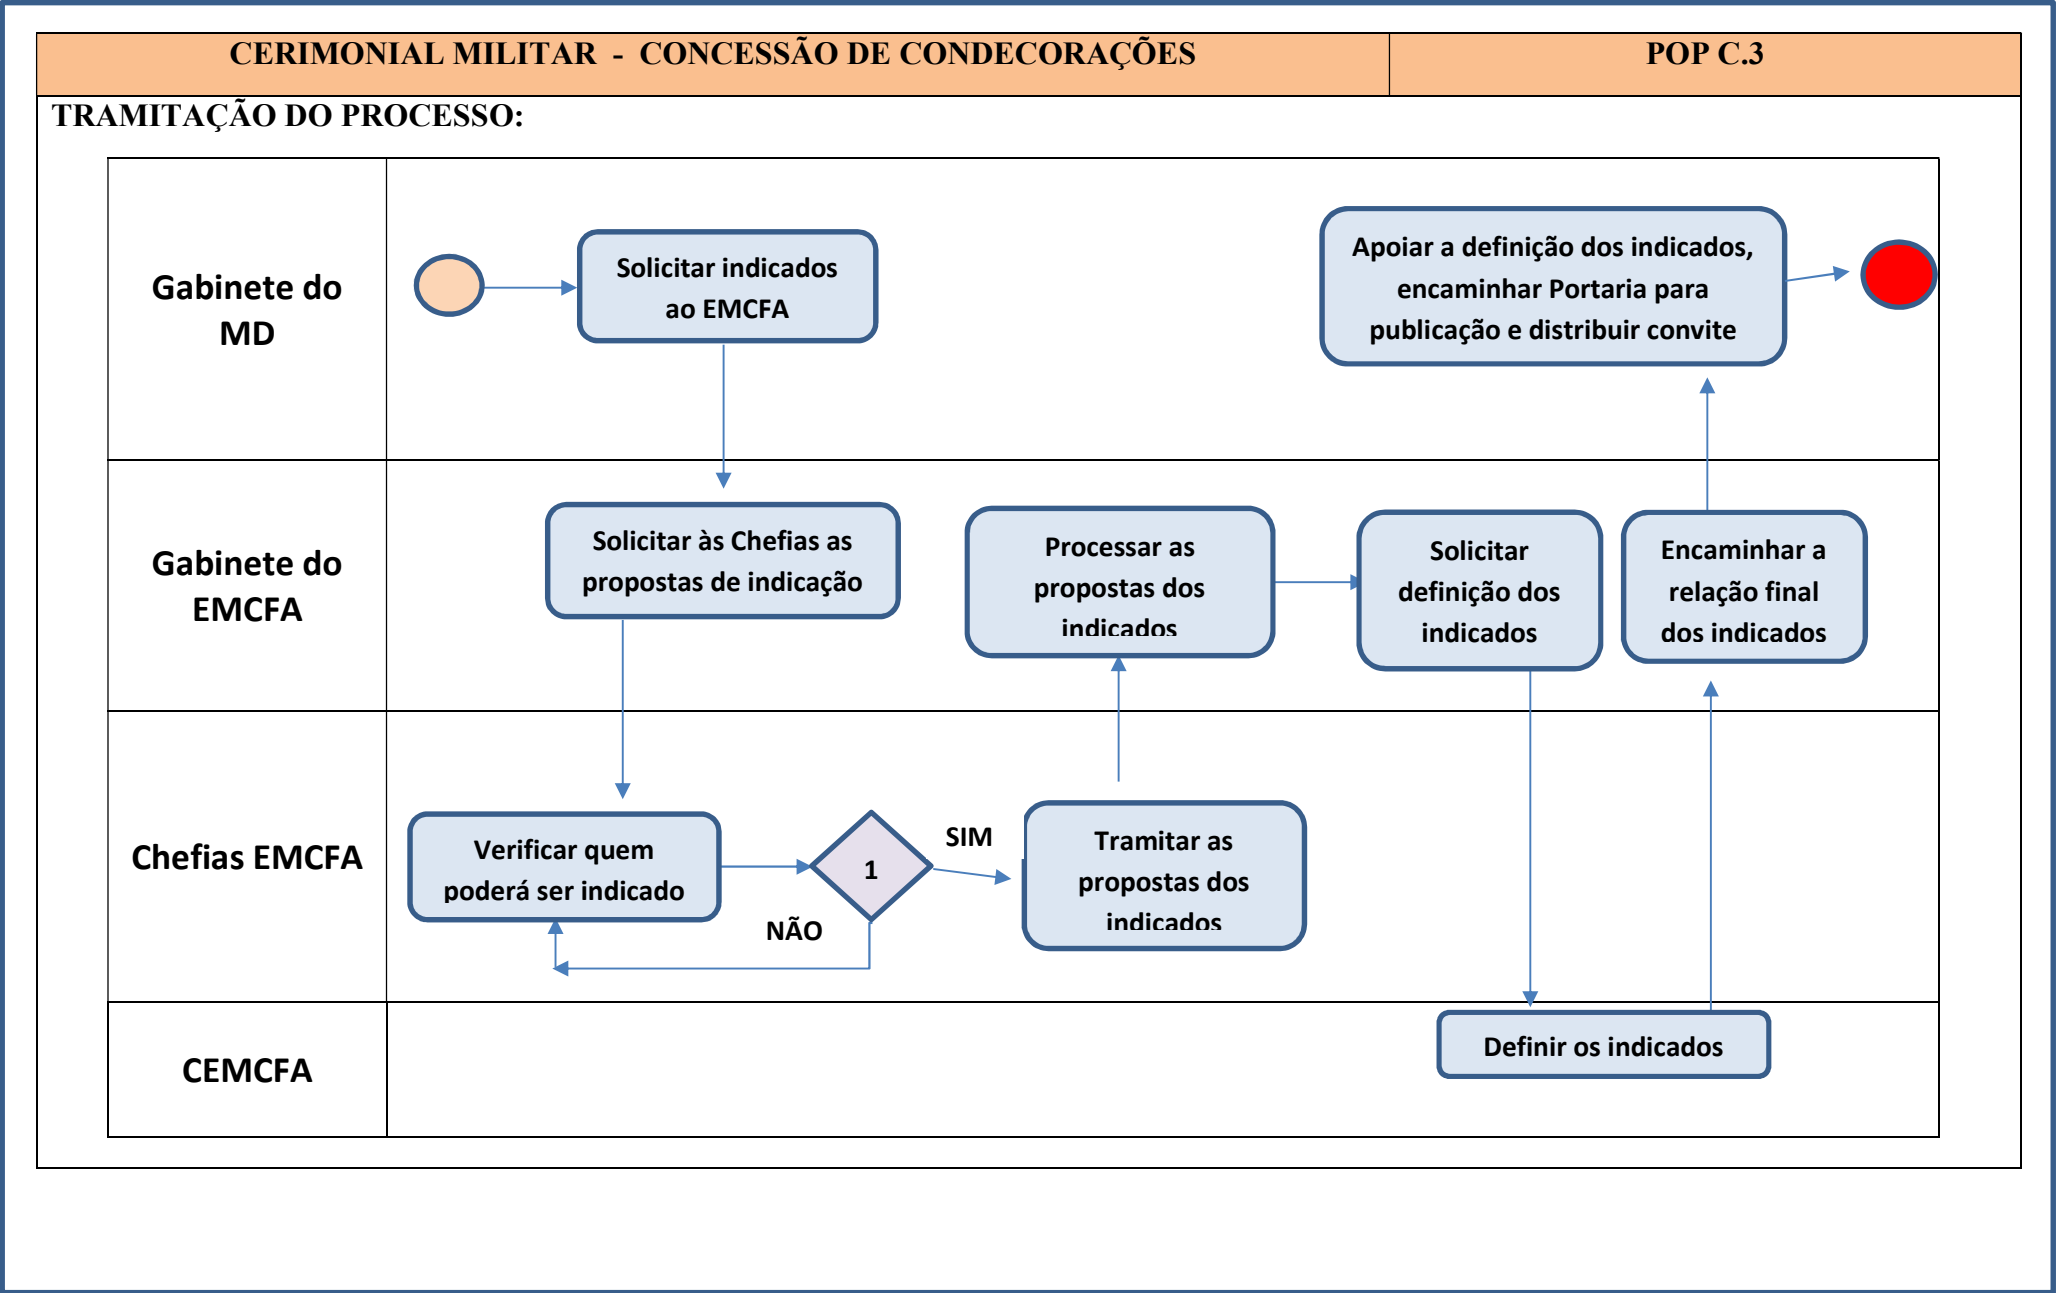 CERIMONIAL MILITAR - CONCESSÃO DE CONDECORAÇÕES
POP C.3
TRAMITAÇÃO DO PROCESSO:
Gabinete do
MD
Solicitar indicados
ao EMCFA
Apoiar a definição dos indicados,
encaminhar Portaria para
publicação e distribuir convite
Gabinete do
EMCFA
Solicitar às Chefias as
propostas de indicação
Processar as
propostas dos
indicados
Solicitar
definição dos
indicados
Encaminhar a
relação final
dos indicados
Chefias EMCFA
Verificar quem
poderá ser indicado
1
SIM
NÃO
Tramitar as
propostas dos
indicados
CEMCFA
Definir os indicados